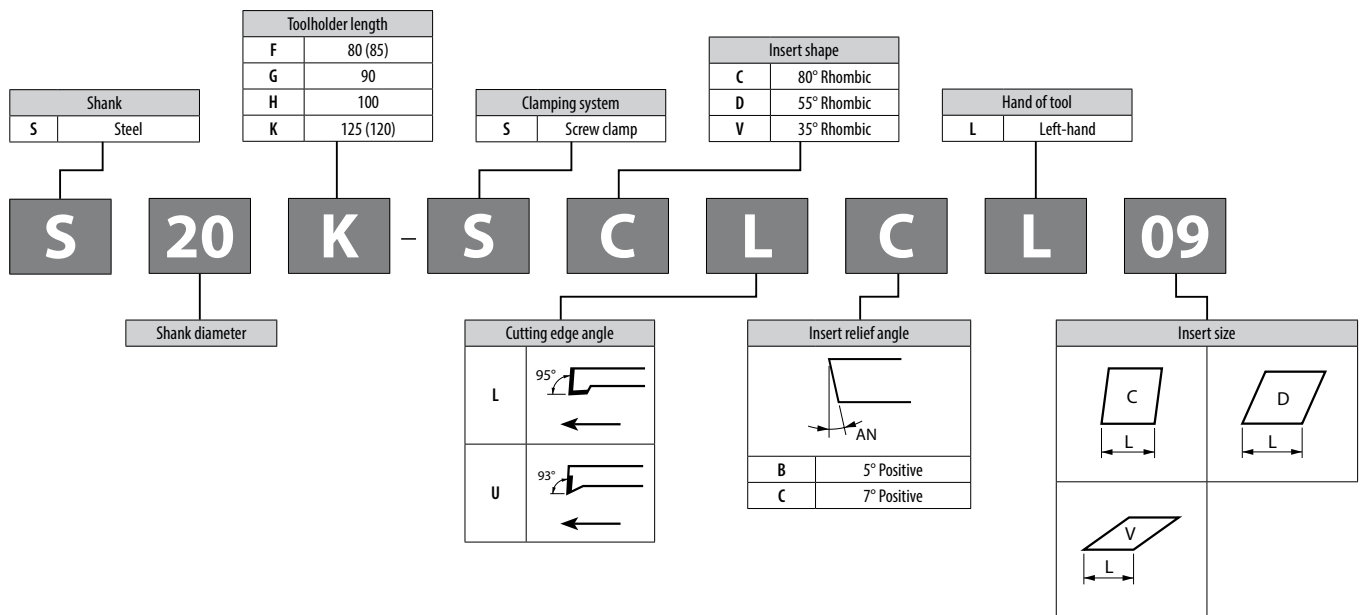 Toolholder length
F 80 (85)
G 90
H 100
K 125 (120)
Insert shape
C 80° Rhombic
D 55° Rhombic
V 35° Rhombic
Shank
S Steel
Clamping system
S Screw clamp
Hand of tool
L Left-hand
S 20 K – S C L C L 09
Shank diameter
Cutting edge angle
L 95°
U 93°
Insert relief angle
AN
B 5° Positive
C 7° Positive
Insert size
C D
L L
V
L